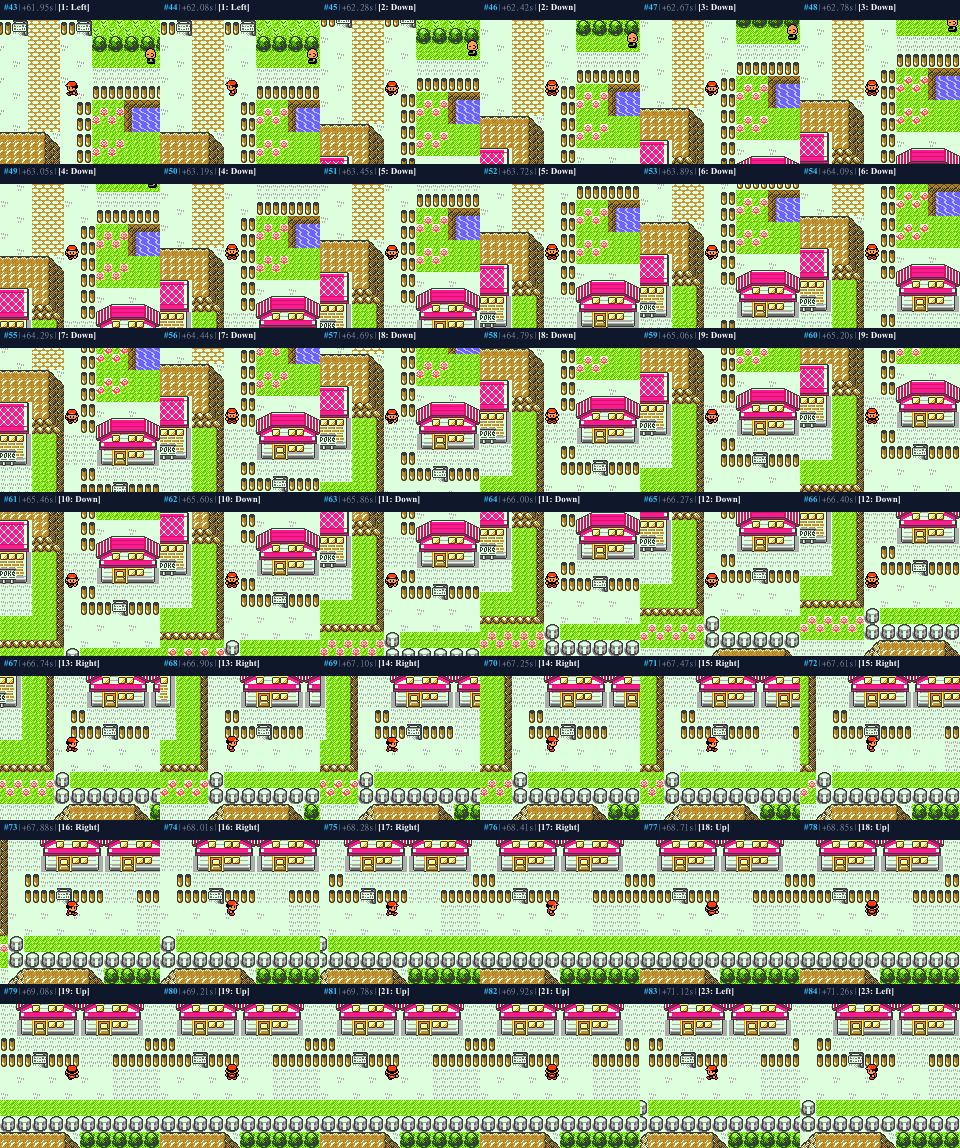 #43|+61.95s|[1: Left] #44|+62.08s|[1: Left] #45|+62.28s|[2: Down] #46|+62.42s|[2: Down] #47|+62.67s|[3: Down] #48|+62.78s|[3: Down]
#49|+63.05s|[4: Down] #50|+63.19s|[4: Down] #51|+63.45s|[5: Down] #52|+63.72s|[5: Down] #53|+63.89s|[6: Down] #54|+64.09s|[6: Down]
POKé POKé
#55|+64.29s|[7: Down] #56|+64.44s|[7: Down] #57|+64.69s|[8: Down] #58|+64.79s|[8: Down] #59|+65.06s|[9: Down] #60|+65.20s|[9: Down]
POKé POKé POKé POKé POKé
#61|+65.46s|[10: Down] #62|+65.60s|[10: Down] #63|+65.86s|[11: Down] #64|+66.00s|[11: Down] #65|+66.27s|[12: Down] #66|+66.40s|[12: Down]
POKé POKé POKé POKé
#67|+66.74s|[13: Right] #68|+66.90s|[13: Right] #69|+67.10s|[14: Right] #70|+67.25s|[14: Right] #71|+67.47s|[15: Right] #72|+67.61s|[15: Right]
#73|+67.88s|[16: Right] #74|+68.01s|[16: Right] #75|+68.28s|[17: Right] #76|+68.41s|[17: Right] #77|+68.71s|[18: Up] #78|+68.85s|[18: Up]
#79|+69.08s|[19: Up] #80|+69.21s|[19: Up] #81|+69.78s|[21: Up] #82|+69.92s|[21: Up] #83|+71.12s|[23: Left] #84|+71.26s|[23: Left]